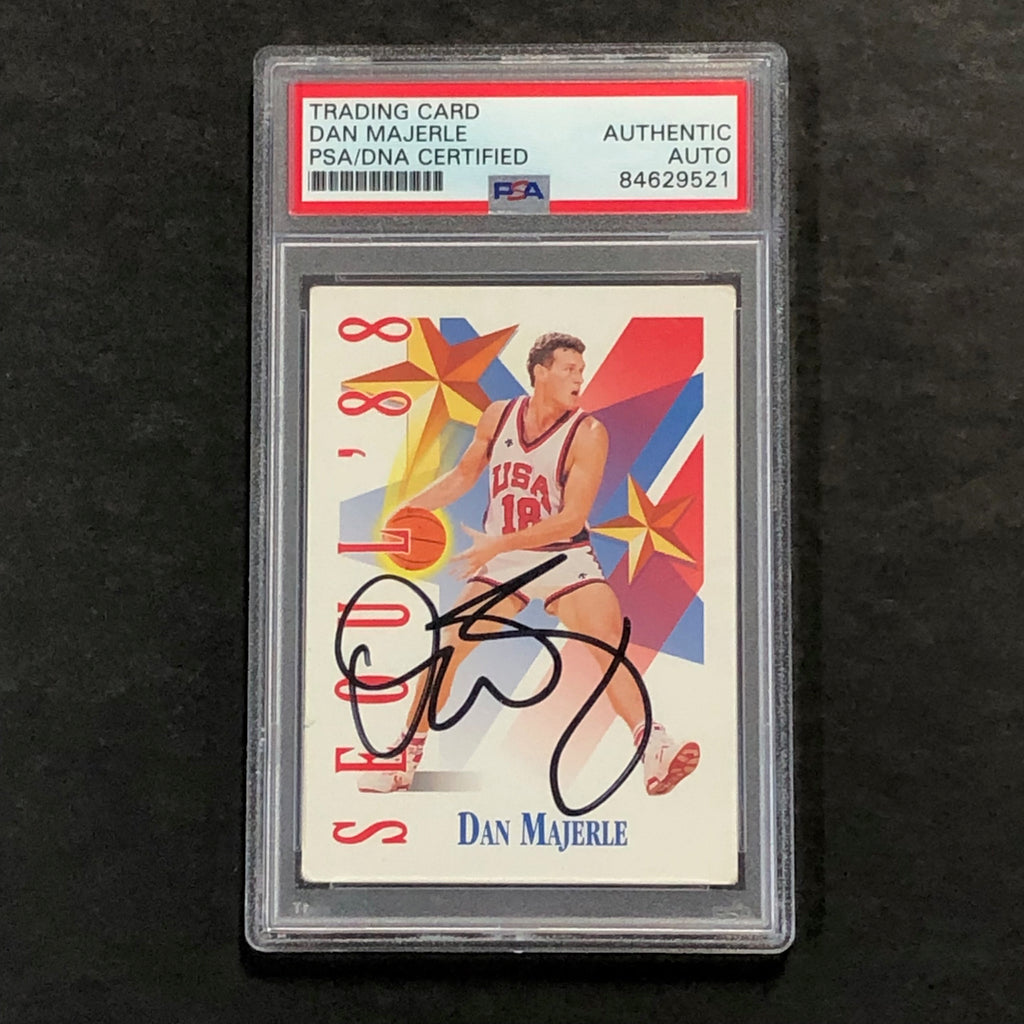 TRADING CARD
DAN MAJERLE
PSA/DNA CERTIFIED
AUTHENTIC
AUTO
84629521
PSA
SEOUL '88
USA
18
DAN MAJERLE